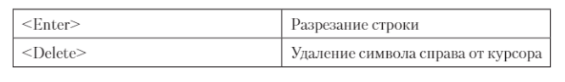 <Enter> Разрезание строки
<Delete> Удаление символа справа от курсора